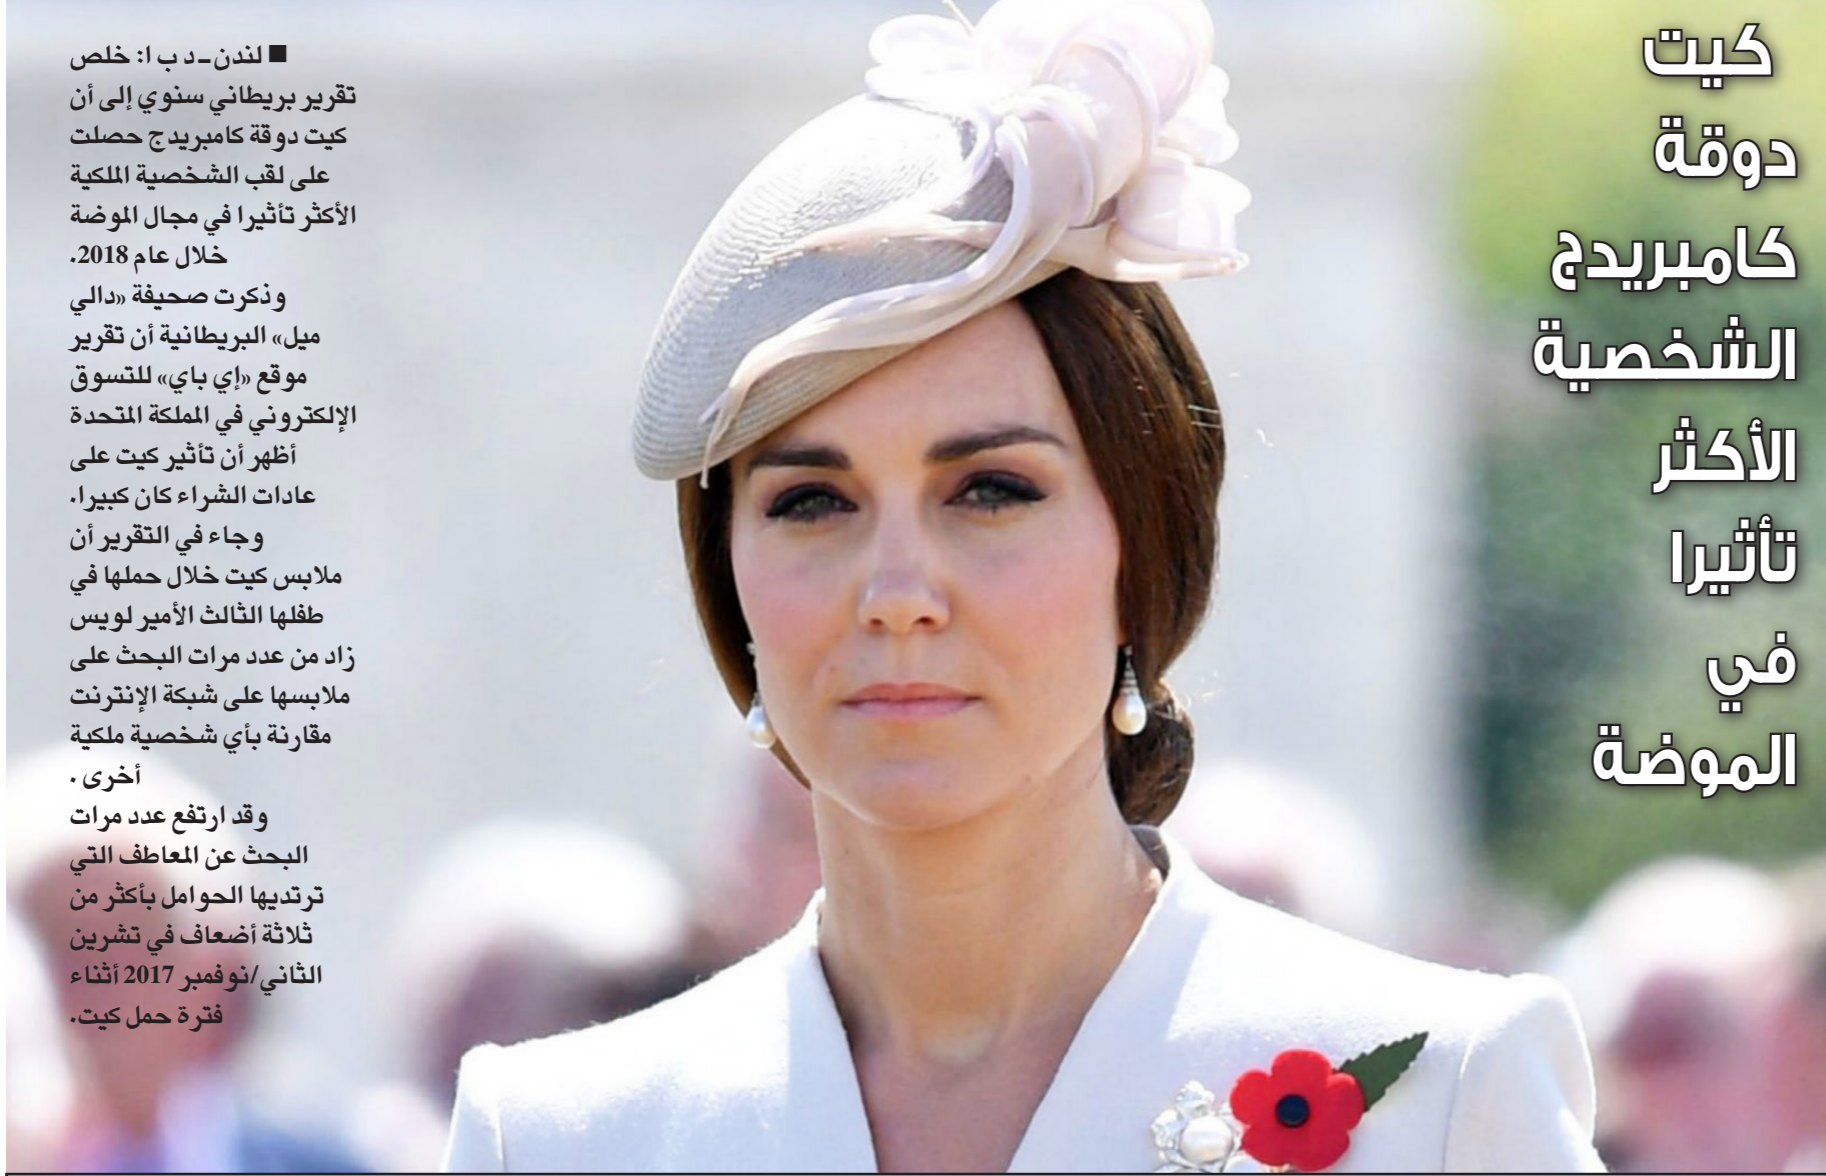 كيت
دوقة
كامبريدج
الشخصية
الأكثر
تأثيرا
في
الموضة
■ لندن ـ د ب ا: خلص
تقرير بريطاني سنوي إلى أن
كيت دوقة كامبريدج حصلت
على لقب الشخصية الملكية
الأكثر تأثيرا في مجال الموضة
خلال عام 2018.
وذكرت صحيفة «دالي
ميل» البريطانية أن تقرير
موقع «إي باي» للتسوق
الإلكتروني في المملكة المتحدة
أظهر أن تأثير كيت على
عادات الشراء كان كبيرا.
وجاء في التقرير أن
ملابس كيت خلال حملها في
طفلها الثالث الأمير لويس
زاد من عدد مرات البحث على
ملابسها على شبكة الإنترنت
مقارنة بأي شخصية ملكية
أخرى .
وقد ارتفع عدد مرات
البحث عن المعاطف التي
ترتديها الحوامل بأكثر من
ثلاثة أضعاف في تشرين
الثاني/نوفمبر 2017 أثناء
فترة حمل كيت.